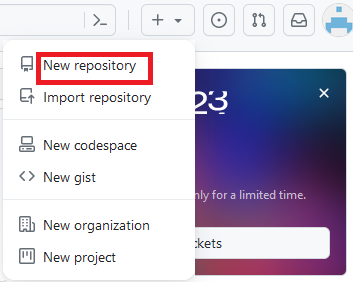 New repository
Import repository
New codespace
New gist
New organization
New project
23
nly for a limited time.
ckets